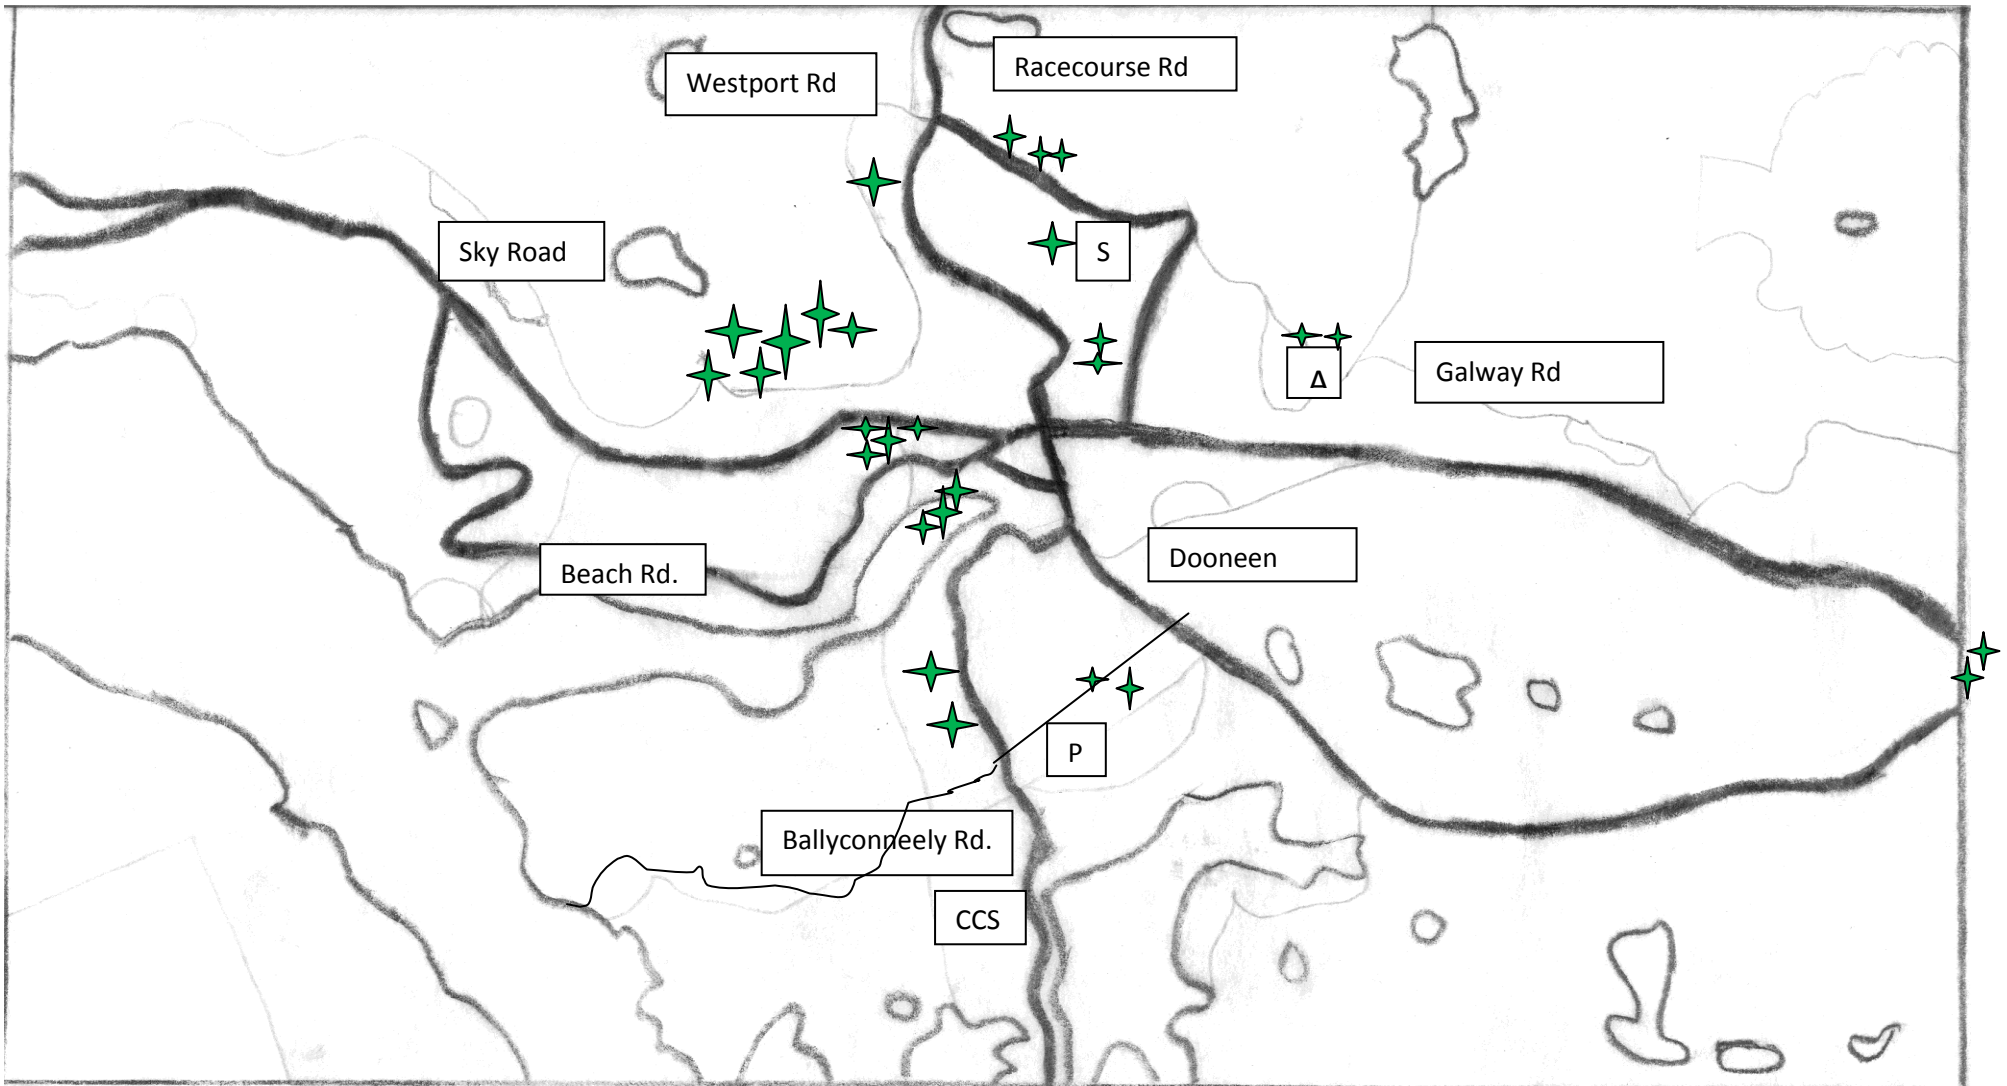 Racecourse Rd
Westport Rd
Sky Road
S
Δ
Galway Rd
Dooneen
Beach Rd.
P
Ballyconneely Rd.
CCS